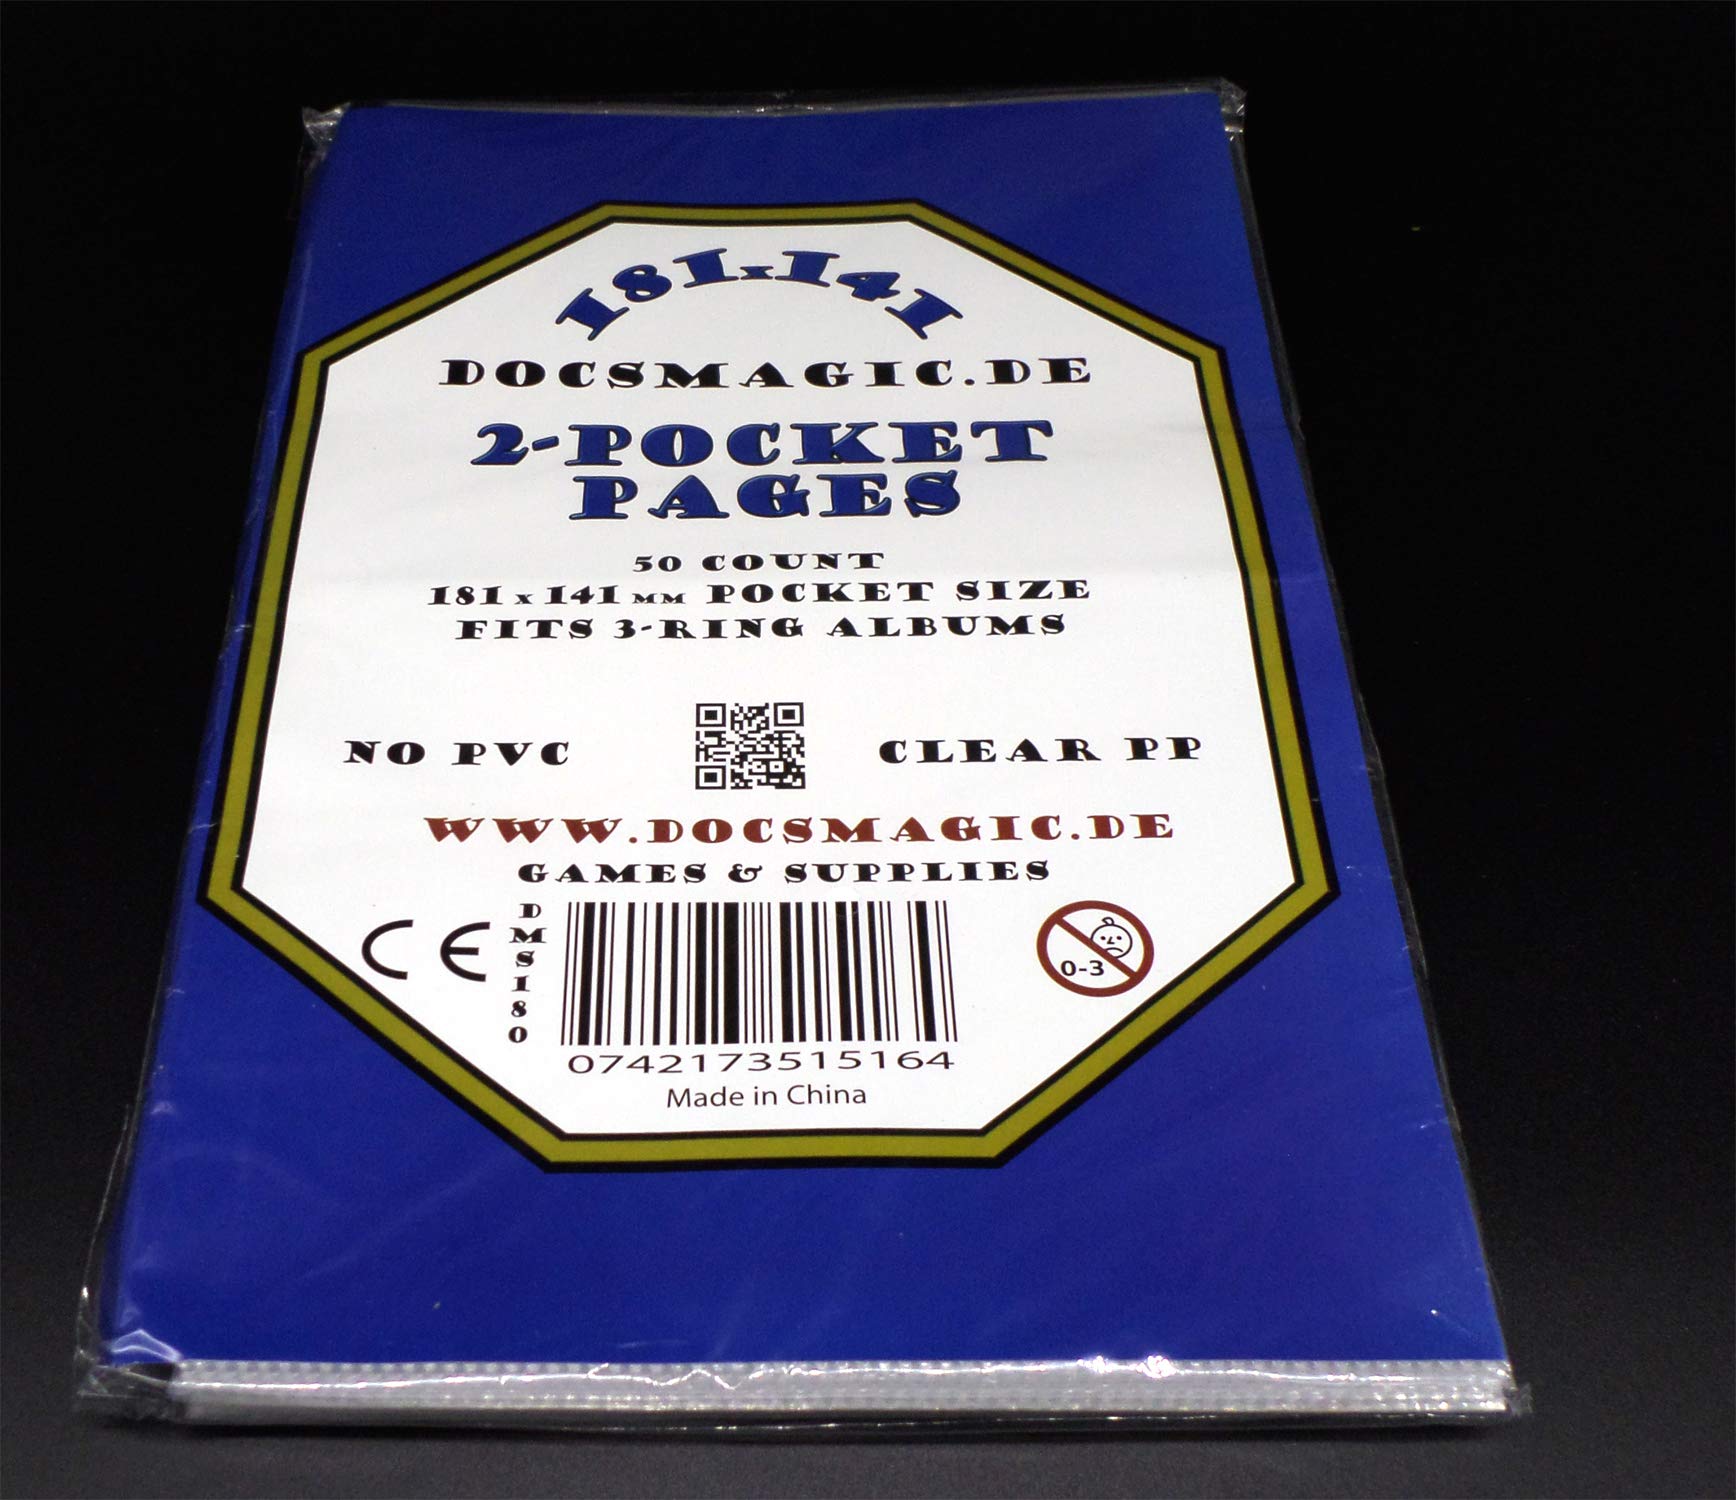 181x141
DOCSMAGIC.DE
2-POCKET
PAGES
50 COUNT
181 x 141 MM POCKET SIZE
FITS 3-RING ALBUMS
NO PVC
CLEAR PP
WWW.DOCSMAGIC.DE
GAMES & SUPPLIES
CE
DMS180
0-3
0742173515164
Made in China